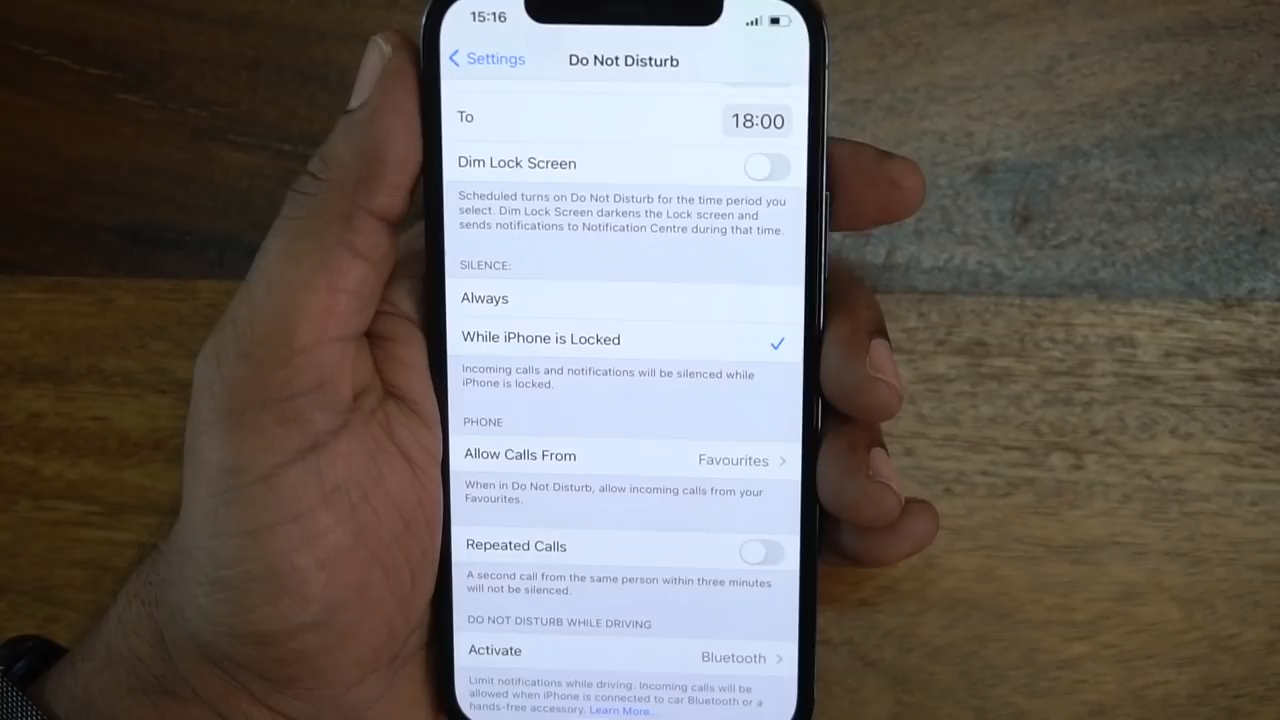 15:16
Settings
Do Not Disturb
To
18:00
Dim Lock Screen
Scheduled turns on Do Not Disturb for the time period you
select. Dim Lock Screen darkens the Lock screen and
sends notifications to Notification Centre during that time.
SILENCE:
Always
While iPhone is Locked
Incoming calls and notifications will be silenced while
iPhone is locked.
PHONE
Allow Calls From
Favourites
When in Do Not Disturb, allow incoming calls from your
Favourites.
Repeated Calls
A second call from the same person within three minutes
will not be silenced.
DO NOT DISTURB WHILE DRIVING
Activate
Bluetooth
Limit notifications while driving. Incoming calls will be
allowed when iPhone is connected to car Bluetooth or a
hands-free accessory. Learn More...